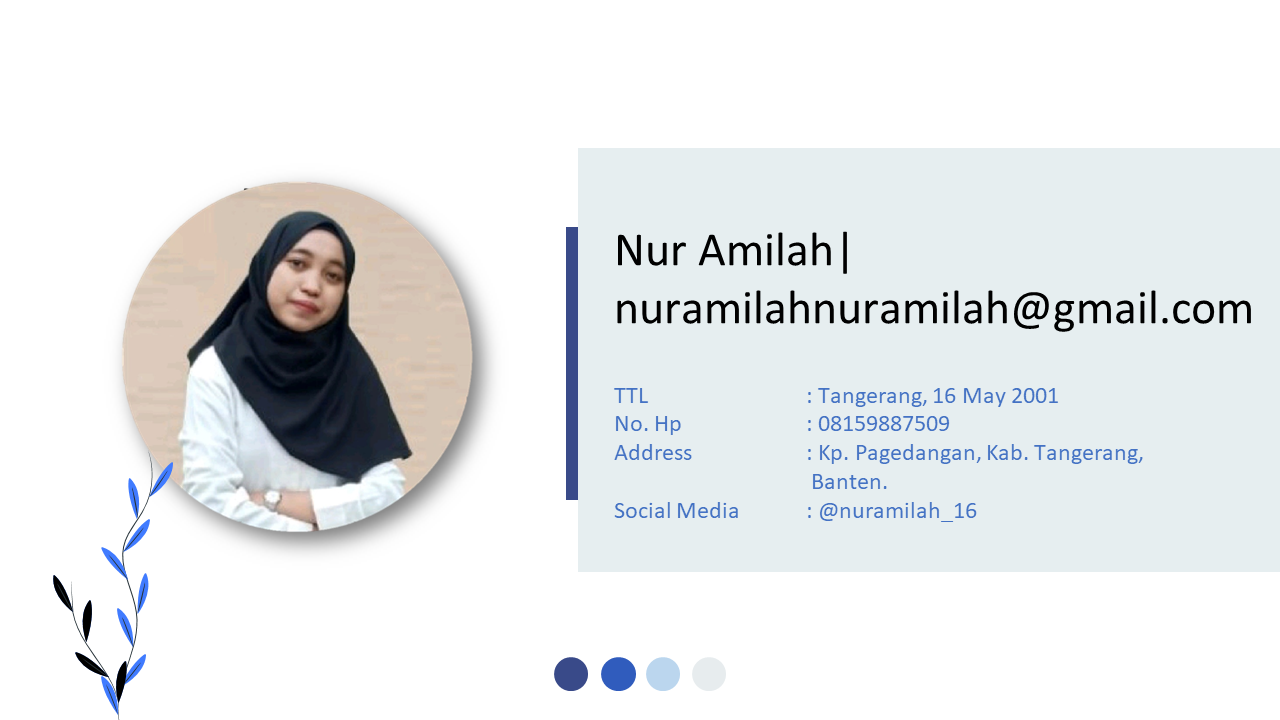 Nur Amilah|
nuramilahnuramilah@gmail.com
TTL : Tangerang, 16 May 2001
No. Hp : 08159887509
Address : Kp. Pagedangan, Kab. Tangerang,
Banten.
Social Media : @nuramilah_16